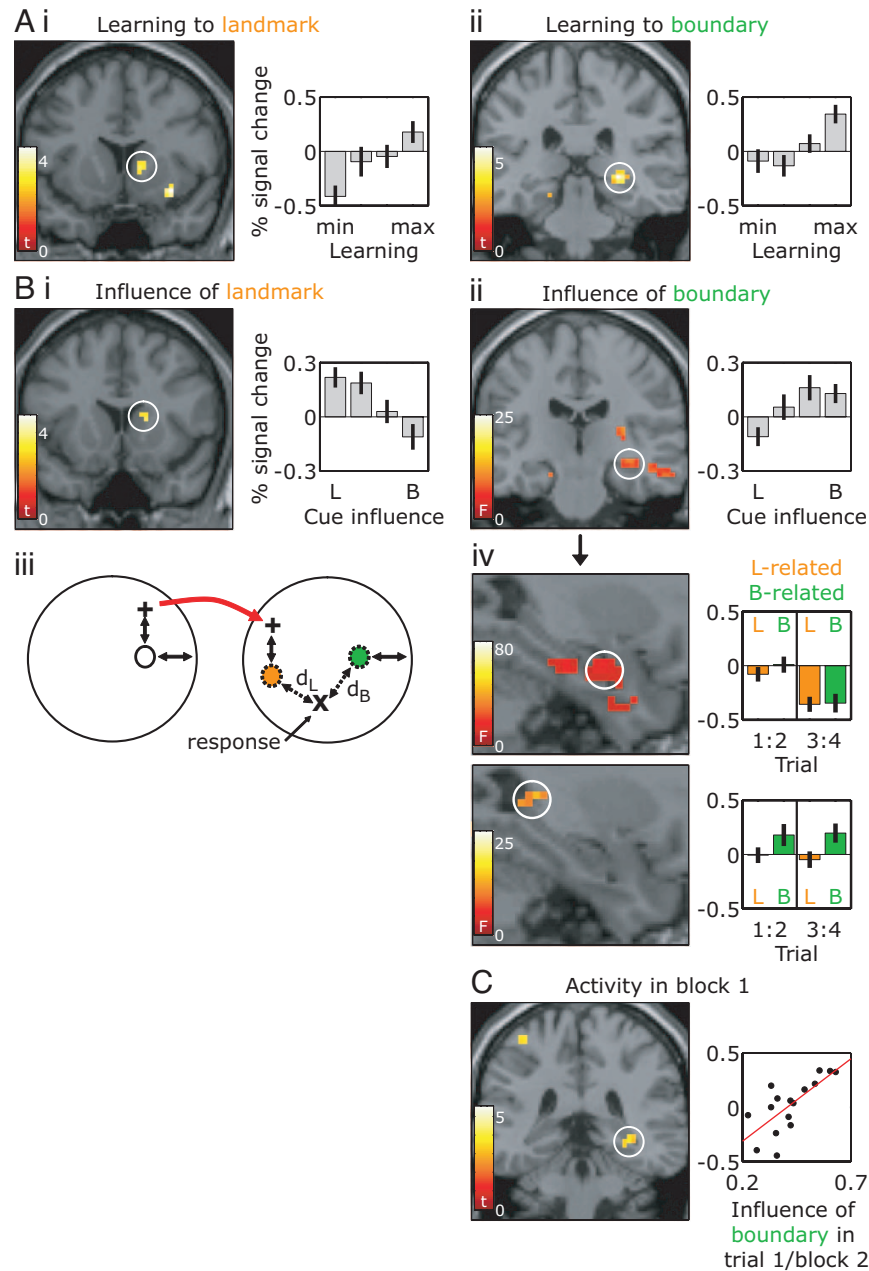 A i Learning to landmark
4
t
0
% signal change
0.5
0
-0.5
min max
Learning
ii Learning to boundary
5
t
0
0.5
0
-0.5
min max
Learning
B i Influence of landmark
4
t
0
% signal change
0.3
0
-0.3
L B
Cue influence
ii Influence of boundary
25
F
0
0.3
0
-0.3
L B
Cue influence
iii
+
+
dL
dB
X
response
iv
80
F
0
L-related
B-related
0.5
0
-0.5
L B L B
1:2 3:4
Trial
25
F
0
0.5
0
-0.5
L B L B
1:2 3:4
Trial
C Activity in block 1
5
t
0
0.5
0
-0.5
0.2 0.7
Influence of
boundary in
trial 1/block 2